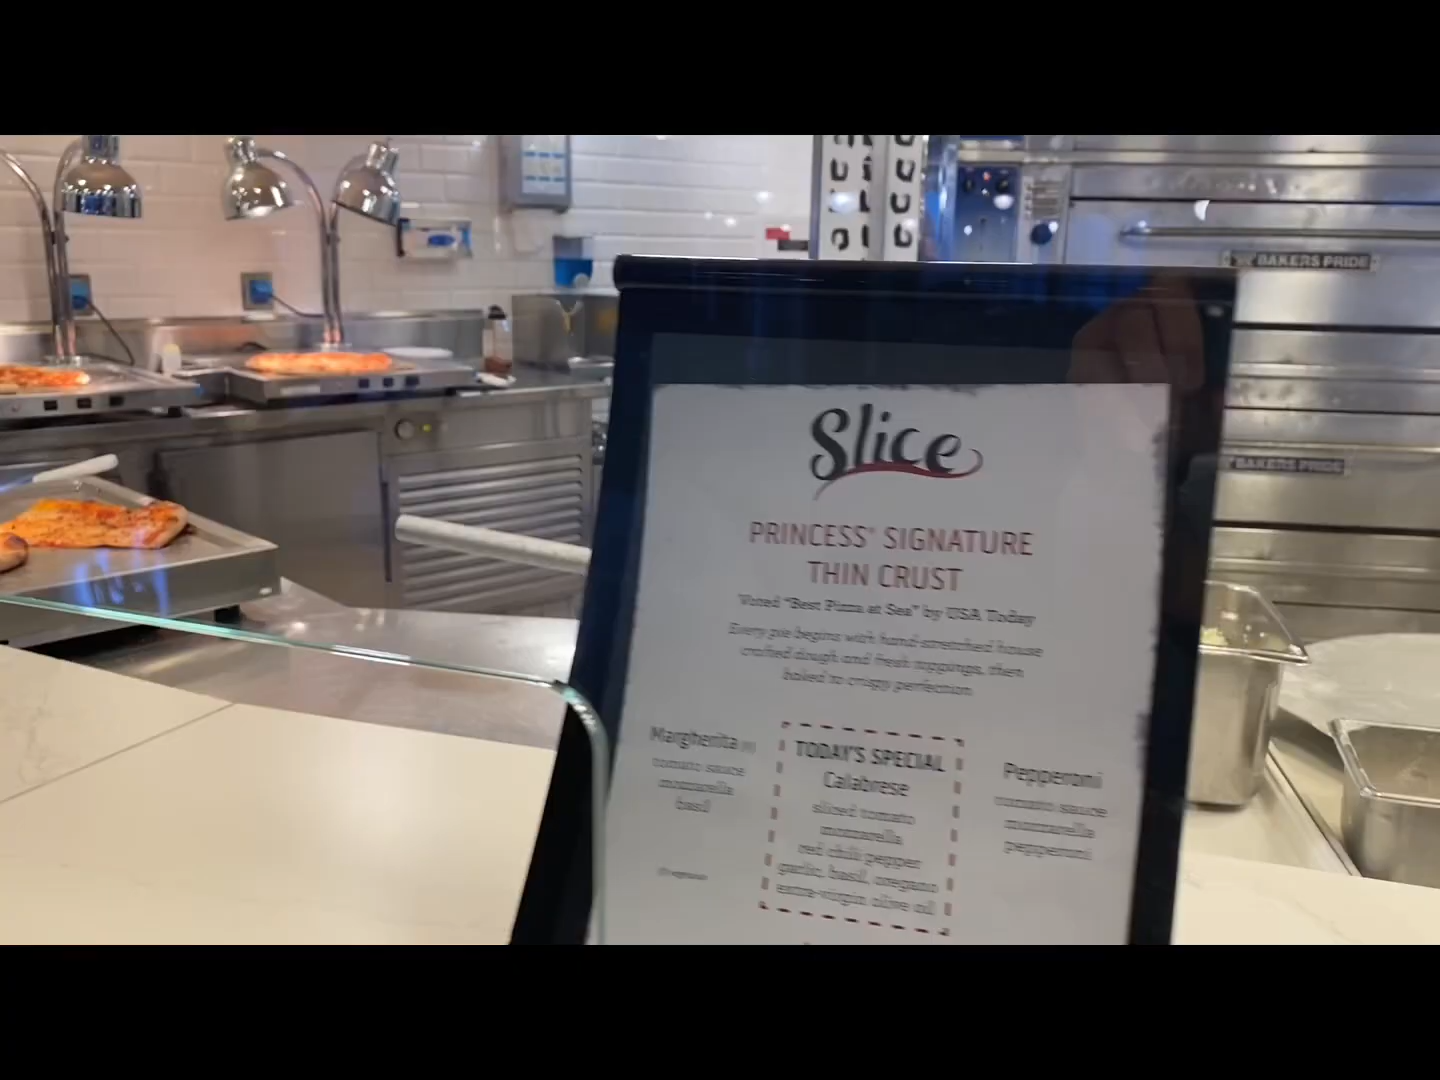 BAKERS PRIDE
Slice
BAKERS PRIDE
PRINCESS® SIGNATURE
THIN CRUST
Voted "Best Pizza at Sea" by USA Today
Every pie begins with hand-stretched house
crafted dough and fresh toppings, then
baked to crispy perfection
Margherita
tomato sauce
mozzarella
basil
TODAY'S SPECIAL
Calabrese
sliced tomato
mozzarella
red chili pepper
garlic, basil, oregano
extra-virgin olive oil
Pepperoni
tomato sauce
mozzarella
pepperoni